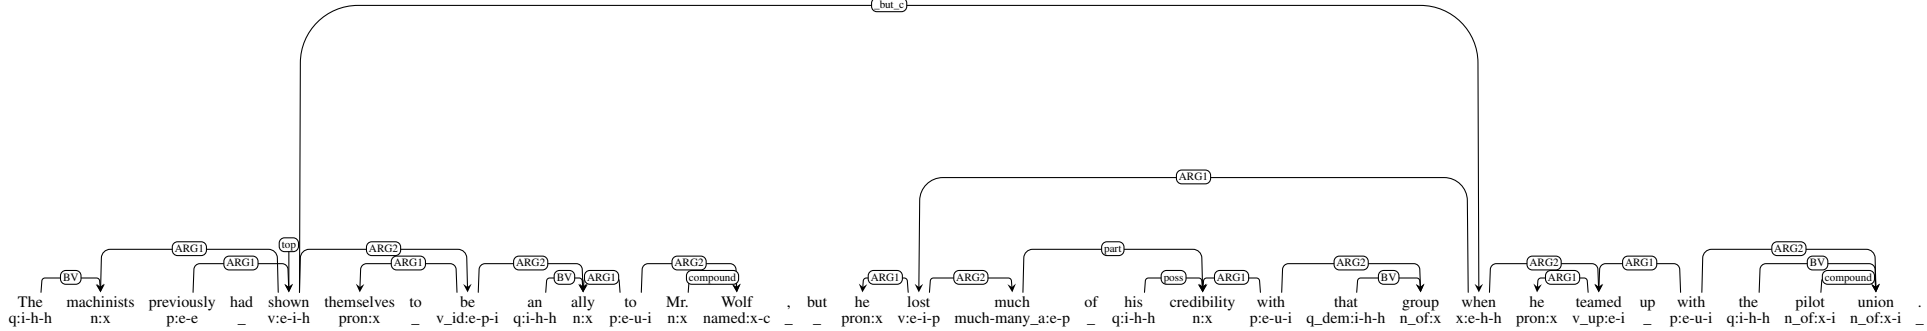 _but_c
ARG1
top
ARG1 ARG2 part ARG2
ARG1 ARG1 ARG2 ARG2 ARG2 ARG2 ARG1 BV
BV BV ARG1 compound ARG1 ARG2 poss ARG1 BV ARG1 compound
The machinists previously had shown themselves to be an ally to Mr. Wolf , but he lost much of his credibility with that group when he teamed up with the pilot union .
q:i-h-h n:x p:e-e _ v:e-i-h pron:x _ v_id:e-p-i q:i-h-h n:x p:e-u-i n:x named:x-c _ _ pron:x v:e-i-p much-many_a:e-p _ q:i-h-h n:x p:e-u-i q_dem:i-h-h n_of:x x:e-h-h pron:x v_up:e-i _ p:e-u-i q:i-h-h n_of:x-i n_of:x-i _